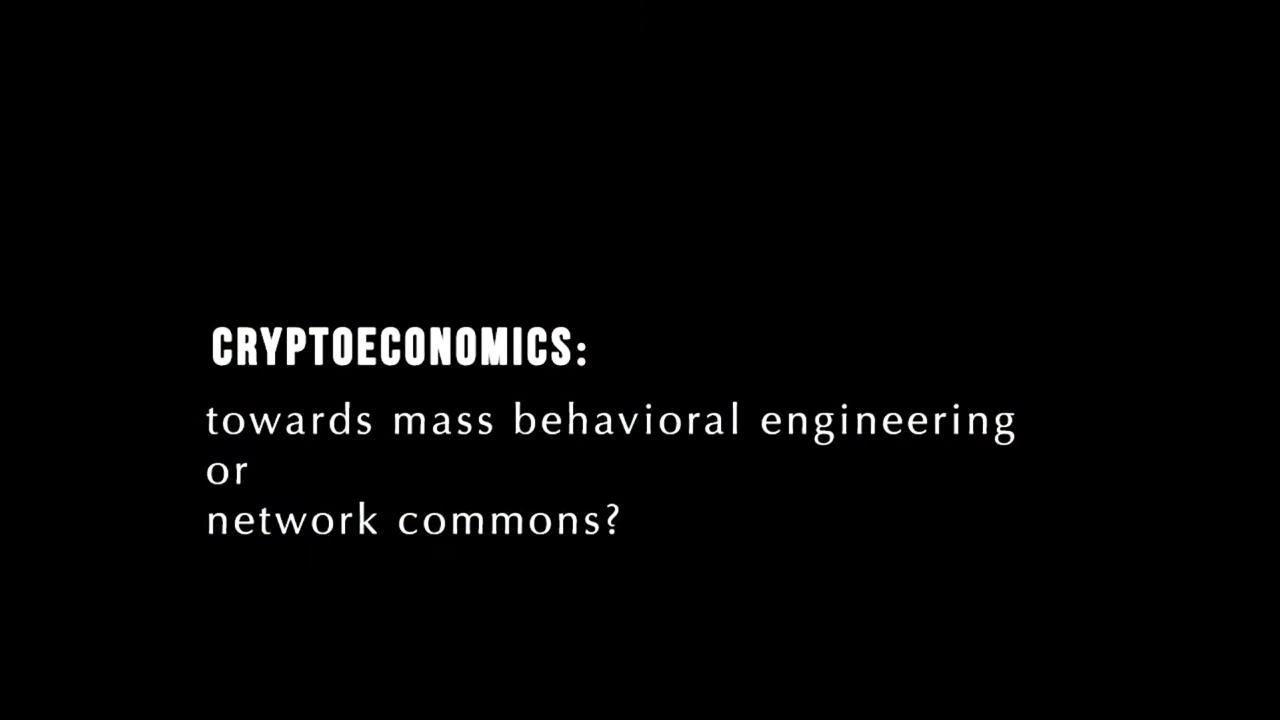 CRYPTOECONOMICS:
towards mass behavioral engineering
or
network commons?